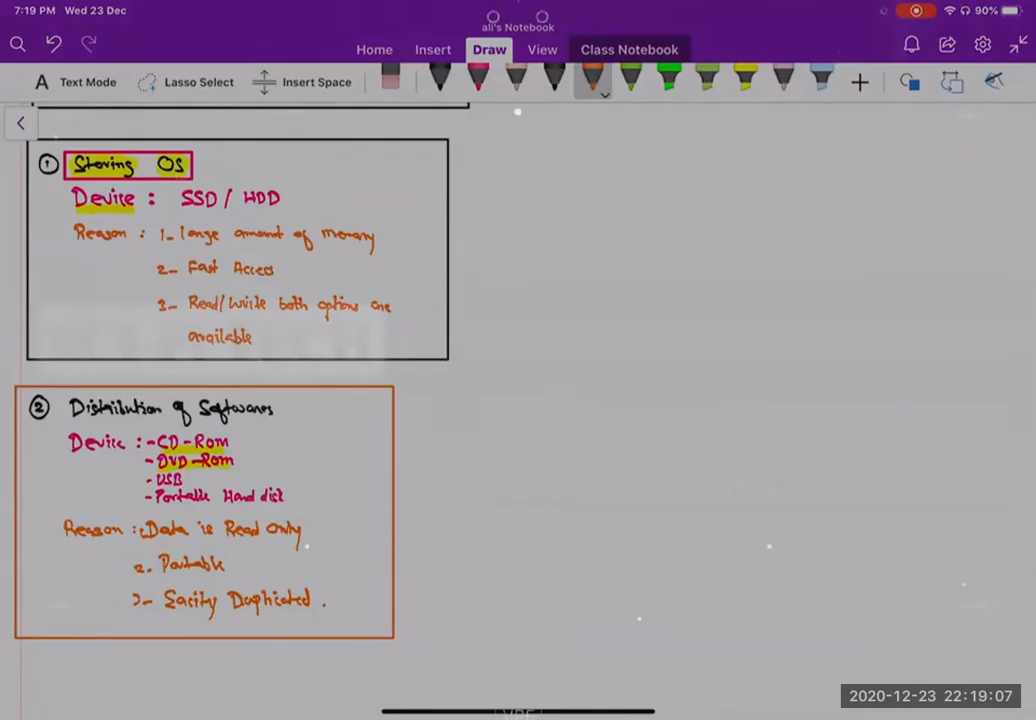 7:19 PM Wed 23 Dec
90%
ali's Notebook
Home Insert Draw View Class Notebook
A Text Mode Lasso Select Insert Space
① Storing OS
Device : SSD / HDD
Reason : 1- large amount of memory
2- Fast Access
3- Read/Write both options are
available
② Distribution of Softwares
Device : - CD-Rom
- DVD-Rom
- USB
- Portable Hand disk
Reason : 1. Data is Read Only
2. Portable
3- Easity Duplicated .
2020-12-23 22:19:07